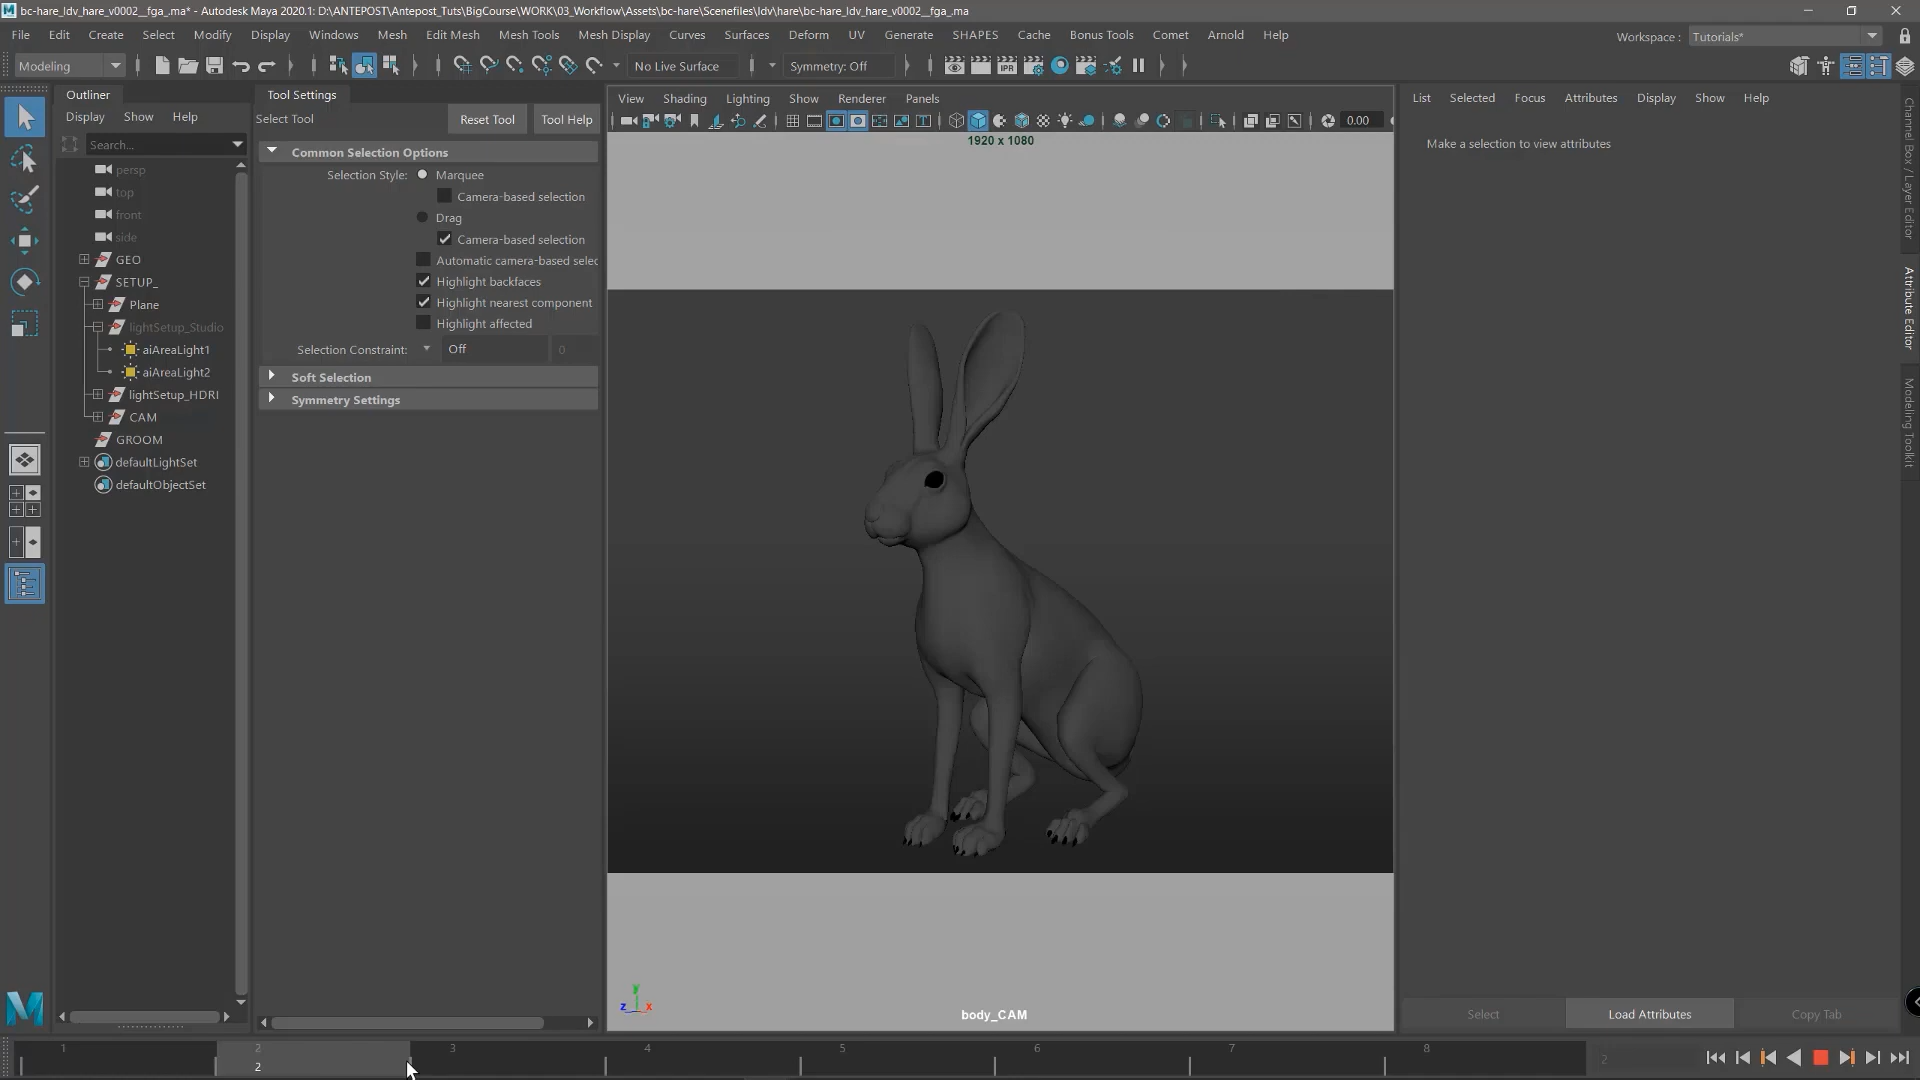 bc-hare_ldv_hare_v0002__fga_.ma* - Autodesk Maya 2020.1: D:\ANTEPOST\Antepost_Tuts\BigCourse\WORK\03_Workflow\Assets\bc-hare\Scenefiles\ldv\hare\bc-hare_ldv_hare_v0002__fga_.ma
File Edit Create Select Modify Display Windows Mesh Edit Mesh Mesh Tools Mesh Display Curves Surfaces Deform UV Generate SHAPES Cache Bonus Tools Comet Arnold Help Workspace : Tutorials*
Modeling No Live Surface Symmetry: Off IPR
Outliner
Display Show Help
Search...
persp
top
front
side
GEO
SETUP_
Plane
lightSetup_Studio
aiAreaLight1
aiAreaLight2
lightSetup_HDRI
CAM
GROOM
defaultLightSet
defaultObjectSet
Tool Settings
Select Tool Reset Tool Tool Help
Common Selection Options
Selection Style: Marquee
Camera-based selection
Drag
Camera-based selection
Automatic camera-based selec
Highlight backfaces
Highlight nearest component
Highlight affected
Selection Constraint: Off 0
Soft Selection
Symmetry Settings
View Shading Lighting Show Renderer Panels
0.00
1920 x 1080
y
z x
body_CAM
List Selected Focus Attributes Display Show Help
Make a selection to view attributes
Select Load Attributes Copy Tab
Channel Box / Layer Editor
Attribute Editor
Modeling Toolkit
1 2 3 4 5 6 7 8
2
2